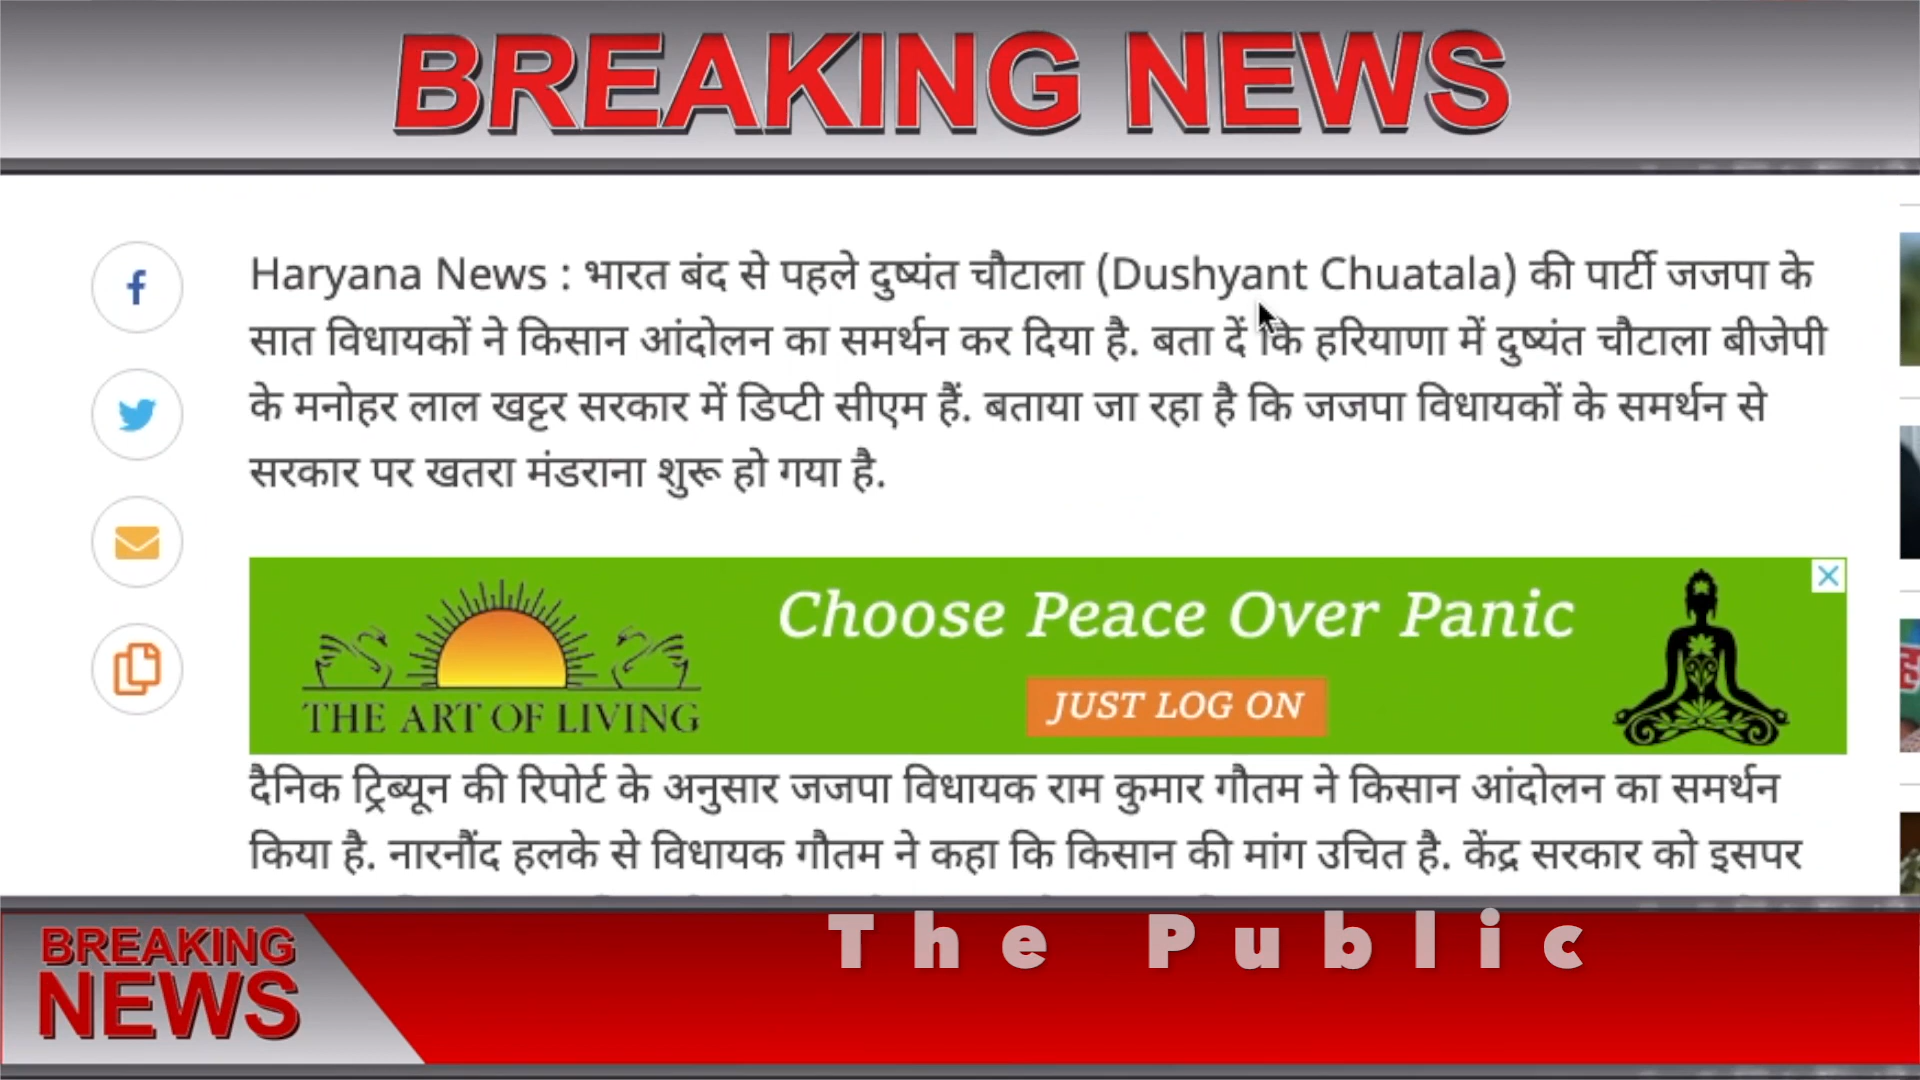 BREAKING NEWS
Haryana News : भारत बंद से पहले दुष्यंत चौटाला (Dushyant Chuatala) की पार्टी जजपा के
सात विधायकों ने किसान आंदोलन का समर्थन कर दिया है. बता दें कि हरियाणा में दुष्यंत चौटाला बीजेपी
के मनोहर लाल खट्टर सरकार में डिप्टी सीएम हैं. बताया जा रहा है कि जजपा विधायकों के समर्थन से
सरकार पर खतरा मंडराना शुरू हो गया है.
Choose Peace Over Panic
THE ART OF LIVING
JUST LOG ON
दैनिक ट्रिब्यून की रिपोर्ट के अनुसार जजपा विधायक राम कुमार गौतम ने किसान आंदोलन का समर्थन
किया है. नारनौंद हलके से विधायक गौतम ने कहा कि किसान की मांग उचित है. केंद्र सरकार को इसपर
The Public
BREAKING
NEWS